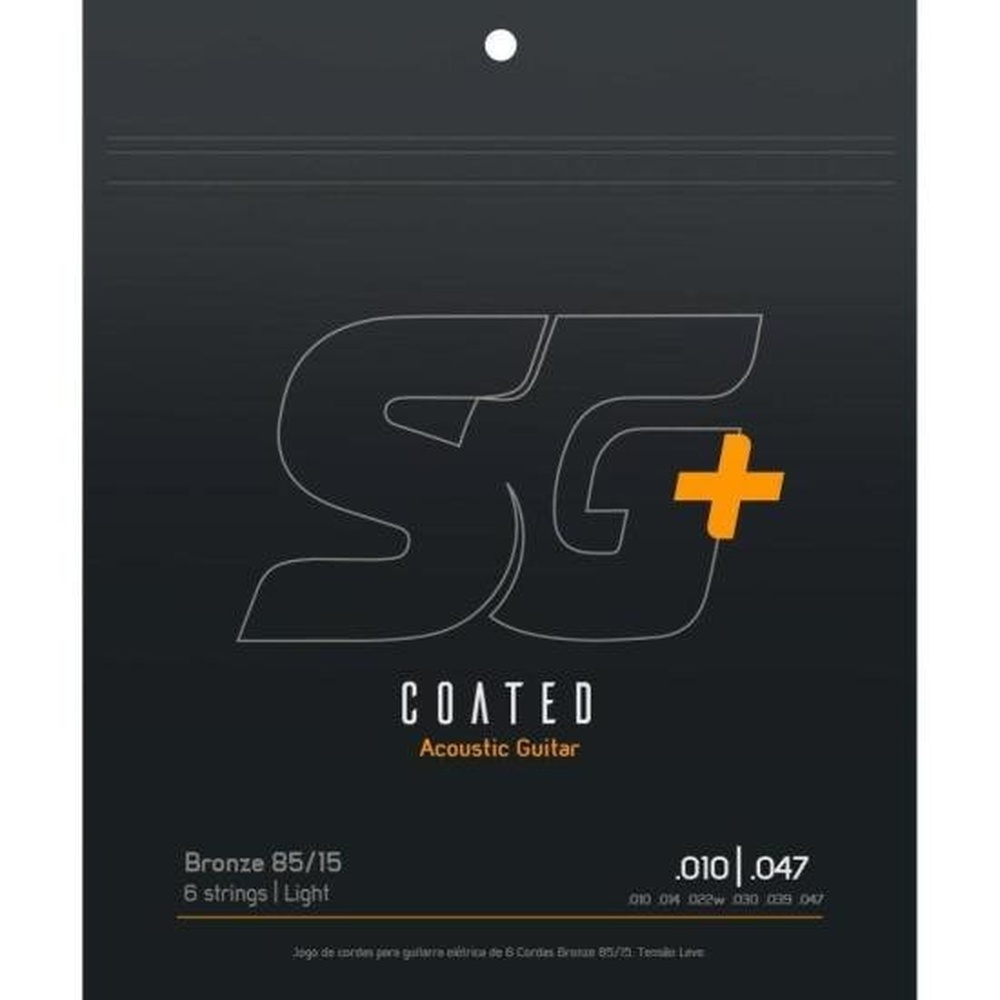 SG+
COATED
Acoustic Guitar
Bronze 85/15
6 strings | Light
.010 | .047
.010 .014 .022w .030 .039 .047
Jogo de cordas para guitarra elétrica de 6 Cordas Bronze 85/15. Tensão Leve.